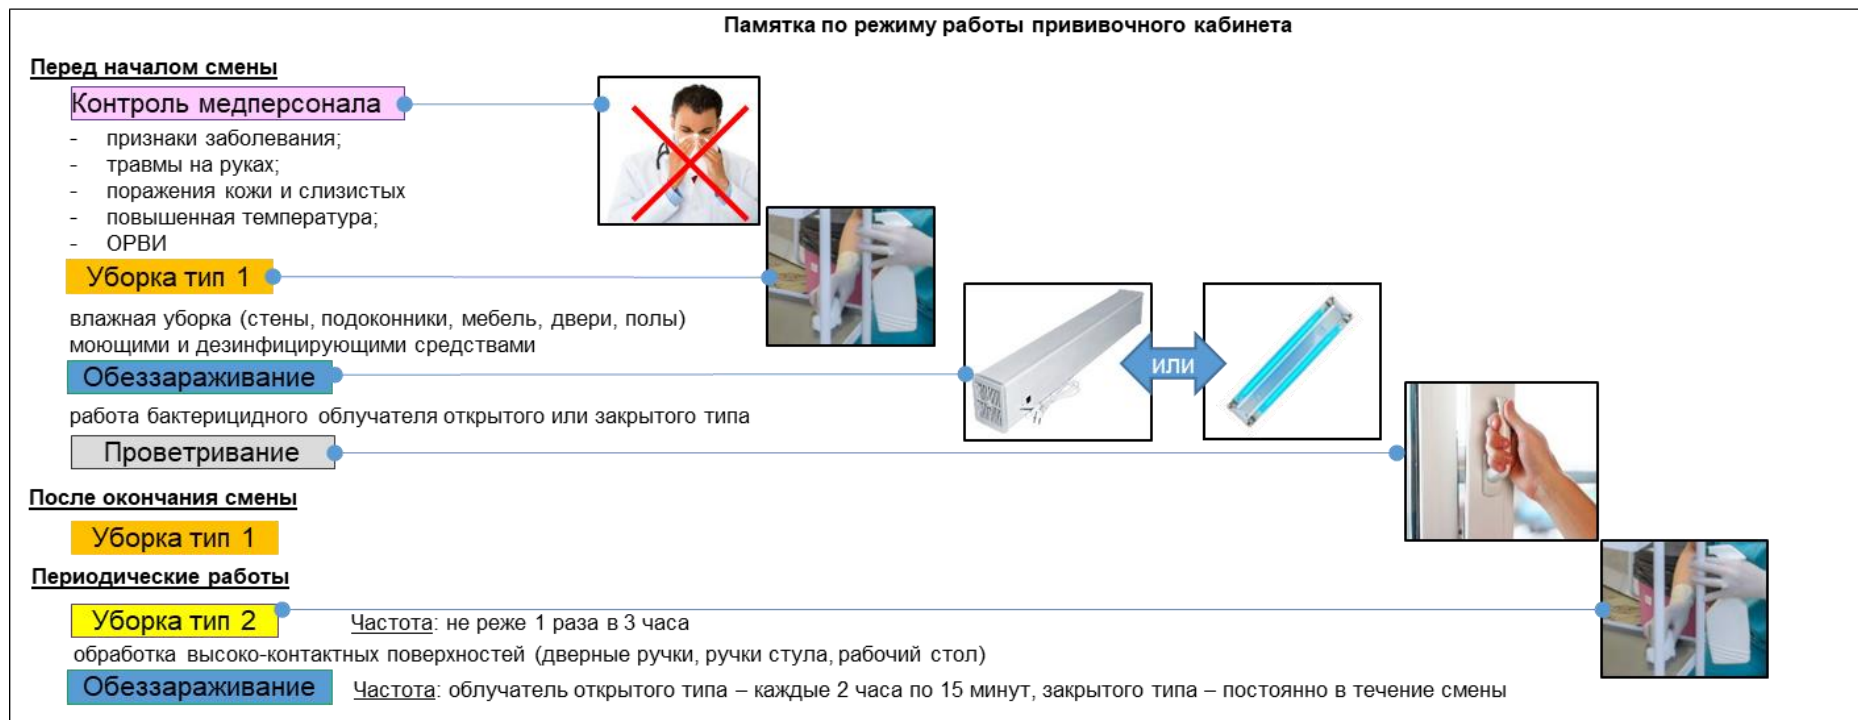 Памятка по режиму работы прививочного кабинета
Перед началом смены
Контроль медперсонала
- признаки заболевания;
- травмы на руках;
- поражения кожи и слизистых
- повышенная температура;
- ОРВИ
Уборка тип 1
влажная уборка (стены, подоконники, мебель, двери, полы)
моющими и дезинфицирующими средствами
Обеззараживание
или
работа бактерицидного облучателя открытого или закрытого типа
Проветривание
После окончания смены
Уборка тип 1
Периодические работы
Уборка тип 2 Частота: не реже 1 раза в 3 часа
обработка высоко-контактных поверхностей (дверные ручки, ручки стула, рабочий стол)
Обеззараживание Частота: облучатель открытого типа – каждые 2 часа по 15 минут, закрытого типа – постоянно в течение смены